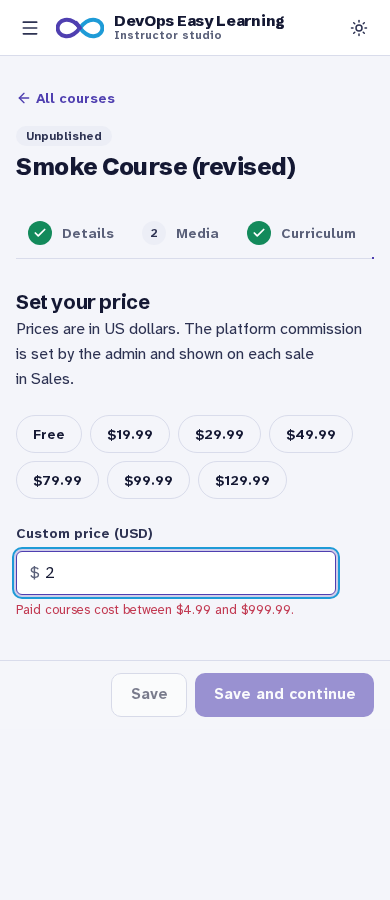 DevOps Easy Learning
Instructor studio
← All courses
Unpublished
Smoke Course (revised)
Details
2 Media
Curriculum
Set your price
Prices are in US dollars. The platform commission
is set by the admin and shown on each sale
in Sales.
Free $19.99 $29.99 $49.99
$79.99 $99.99 $129.99
Custom price (USD)
$ 2
Paid courses cost between $4.99 and $999.99.
Save Save and continue